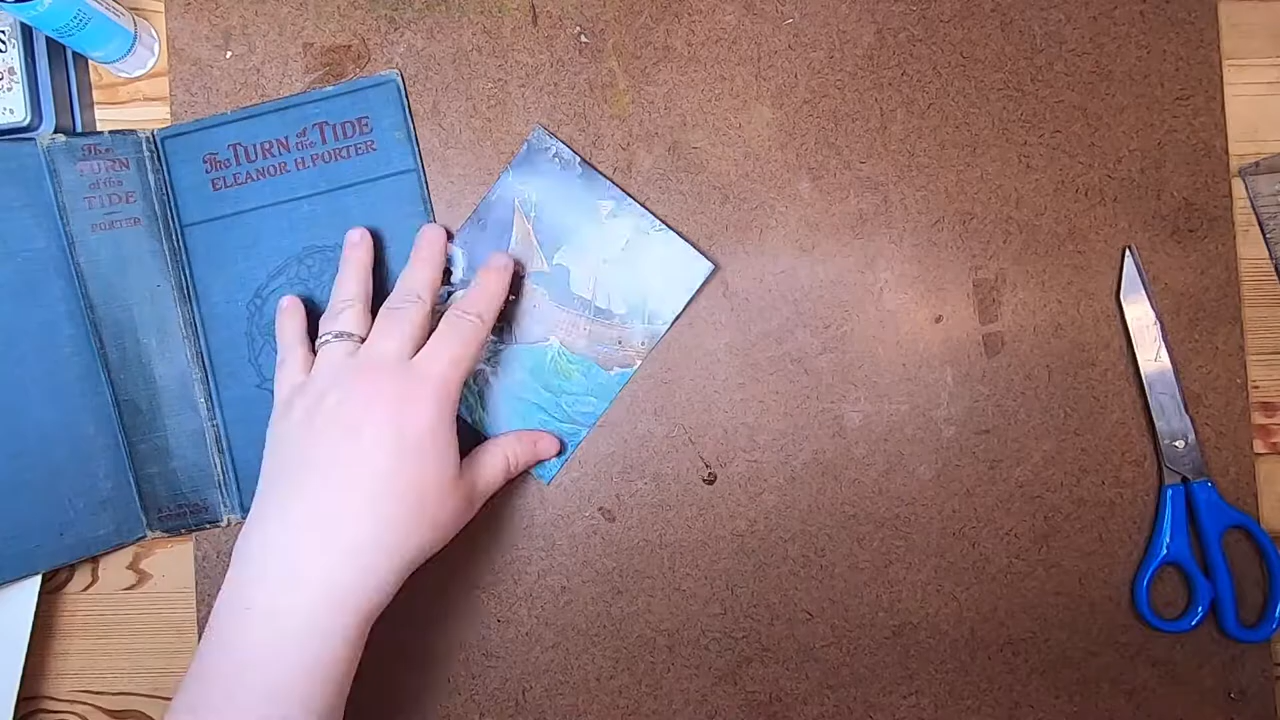 The
TURN
of the
TIDE
PORTER
The TURN of the TIDE
ELEANOR H. PORTER